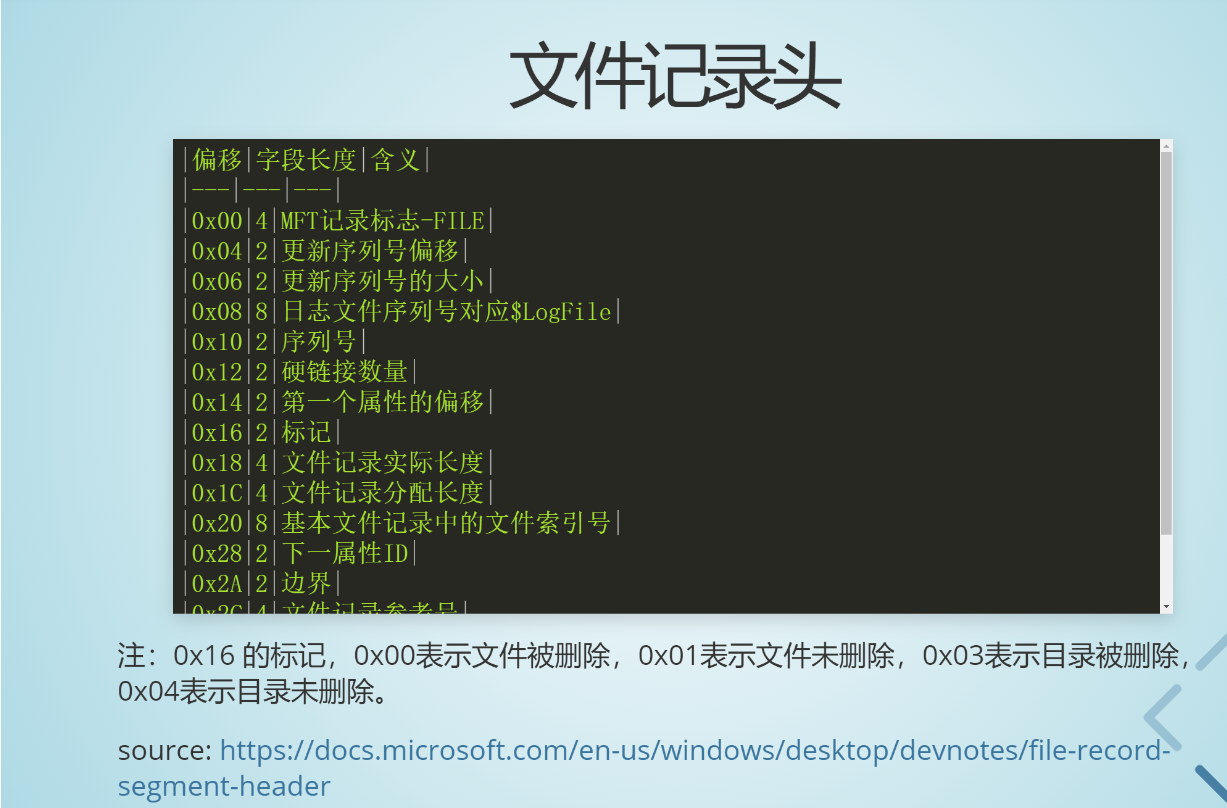 文件记录头
|偏移|字段长度|含义|
|---|---|---|
|0x00|4|MFT记录标志-FILE|
|0x04|2|更新序列号偏移|
|0x06|2|更新序列号的大小|
|0x08|8|日志文件序列号对应$LogFile|
|0x10|2|序列号|
|0x12|2|硬链接数量|
|0x14|2|第一个属性的偏移|
|0x16|2|标记|
|0x18|4|文件记录实际长度|
|0x1C|4|文件记录分配长度|
|0x20|8|基本文件记录中的文件索引号|
|0x28|2|下一属性ID|
|0x2A|2|边界|
|0x2C|4|文件记录参考号|
注：0x16 的标记，0x00表示文件被删除，0x01表示文件未删除，0x03表示目录被删除，
0x04表示目录未删除。
source: https://docs.microsoft.com/en-us/windows/desktop/devnotes/file-record-
segment-header